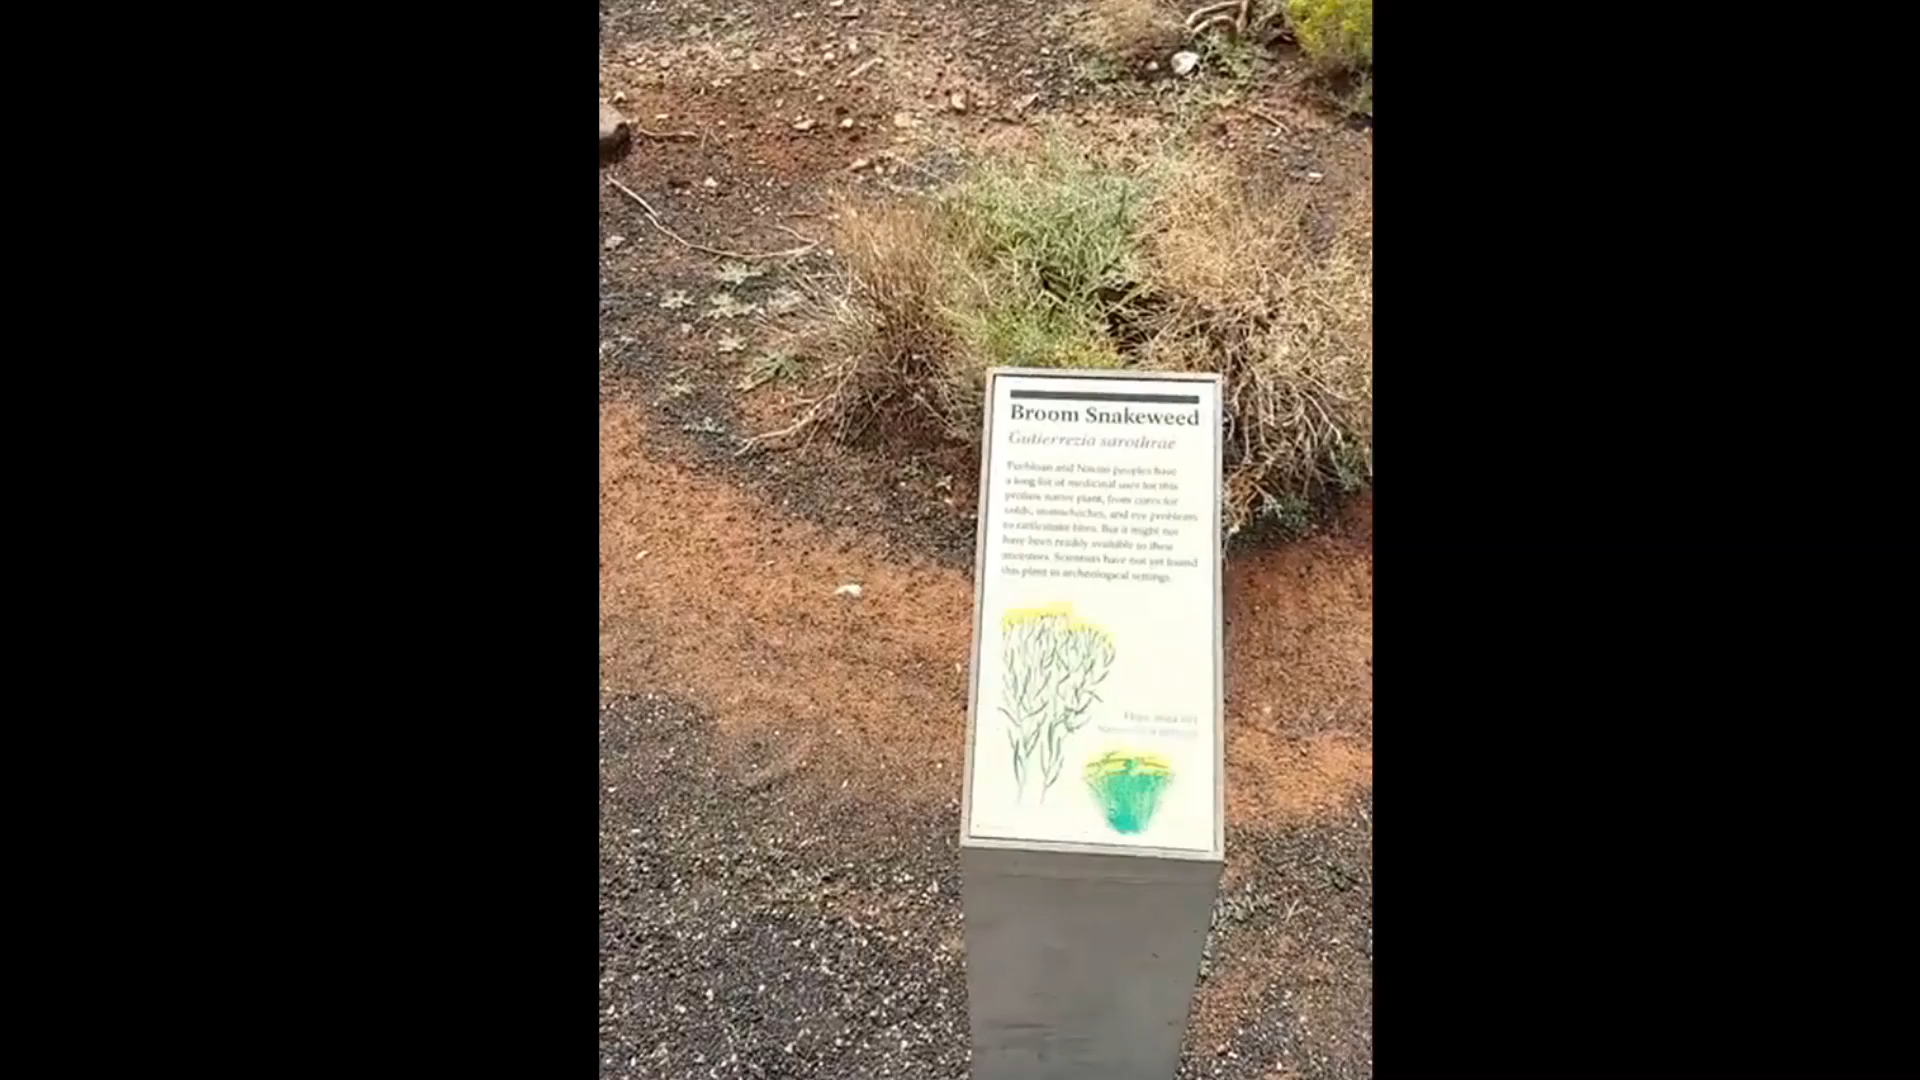 Broom Snakeweed
Gutierrezia sarothrae
Puebloan and Navajo peoples have
a long list of medicinal uses for this
prolific native plant, from cures for
colds, stomachaches, and eye problems
to rattlesnake bites. But it might not
have been readily available to their
ancestors. Scientists have not yet found
this plant in archeological settings.